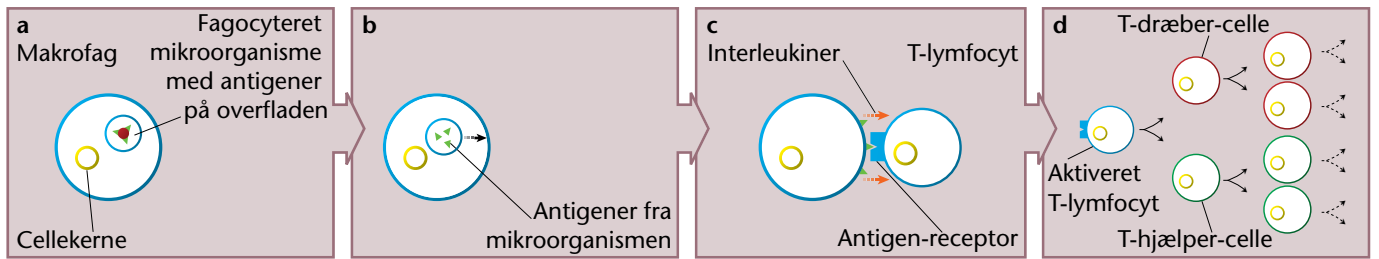 a
Makrofag
Fagocyteret
mikroorganisme
med antigener
på overfladen
Cellekerne
b
Antigener fra
mikroorganismen
c
Interleukiner
T-lymfocyt
Antigen-receptor
d
T-dræber-celle
Aktiveret
T-lymfocyt
T-hjælper-celle